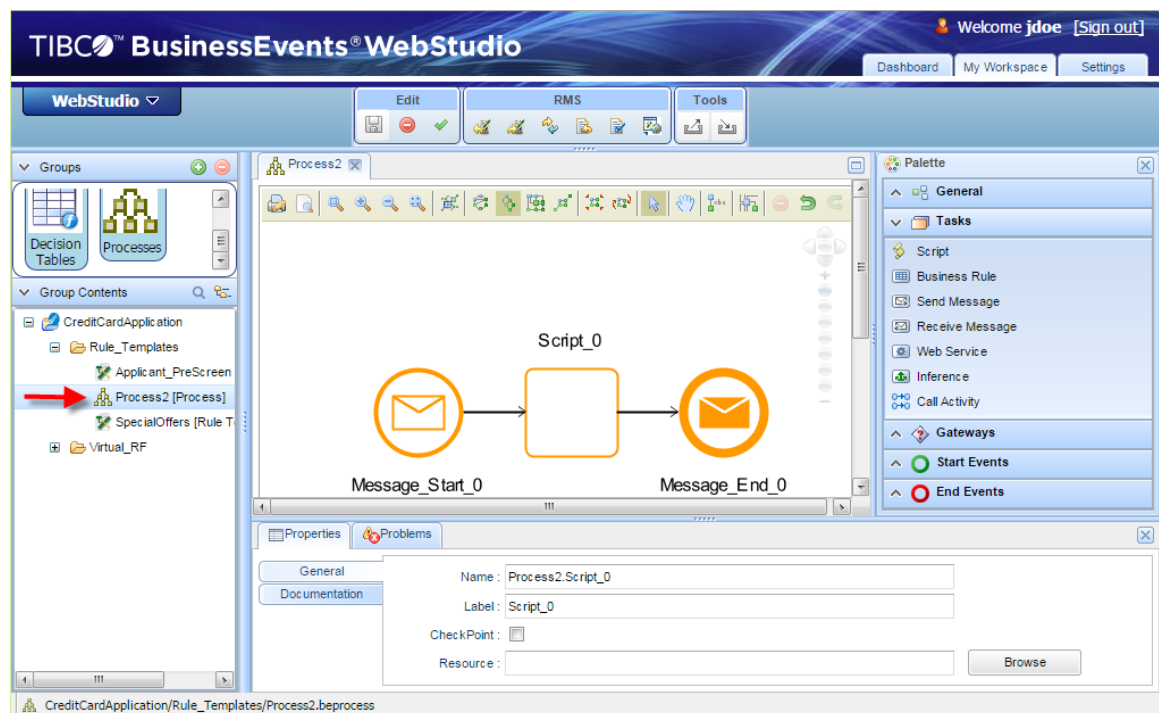 Welcome jdoe [Sign out]
TIBCO™ BusinessEvents® WebStudio
Dashboard My Workspace Settings
WebStudio
Edit RMS Tools
Groups
Decision Tables
Processes
Group Contents
CreditCardApplication
Rule_Templates
Applicant_PreScreen
Process2 [Process]
SpecialOffers [Rule T
Virtual_RF
Process2
Script_0
Message_Start_0
Message_End_0
Palette
General
Tasks
Script
Business Rule
Send Message
Receive Message
Web Service
Inference
Call Activity
Gateways
Start Events
End Events
Properties Problems
General
Documentation
Name : Process2.Script_0
Label : Script_0
CheckPoint :
Resource :
Browse
CreditCardApplication/Rule_Templates/Process2.beprocess